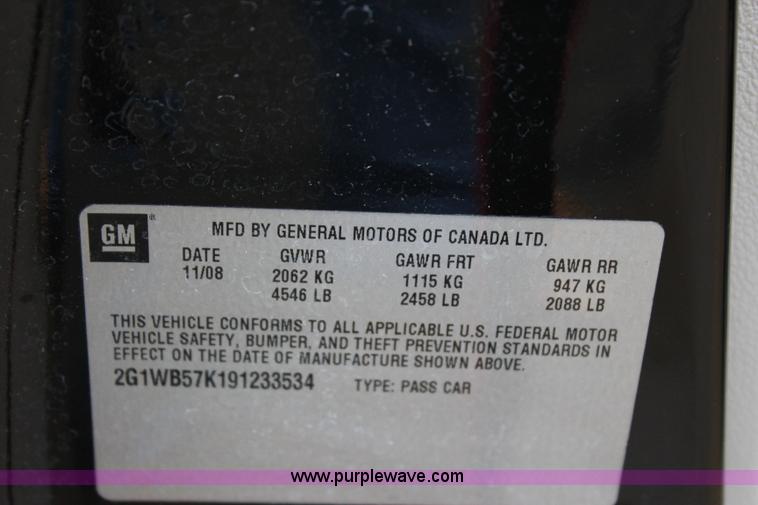 GM ®
MFD BY GENERAL MOTORS OF CANADA LTD.
DATE GVWR GAWR FRT GAWR RR
11/08 2062 KG 1115 KG 947 KG
4546 LB 2458 LB 2088 LB
THIS VEHICLE CONFORMS TO ALL APPLICABLE U.S. FEDERAL MOTOR
VEHICLE SAFETY, BUMPER, AND THEFT PREVENTION STANDARDS IN
EFFECT ON THE DATE OF MANUFACTURE SHOWN ABOVE.
2G1WB57K191233534 TYPE: PASS CAR
www.purplewave.com